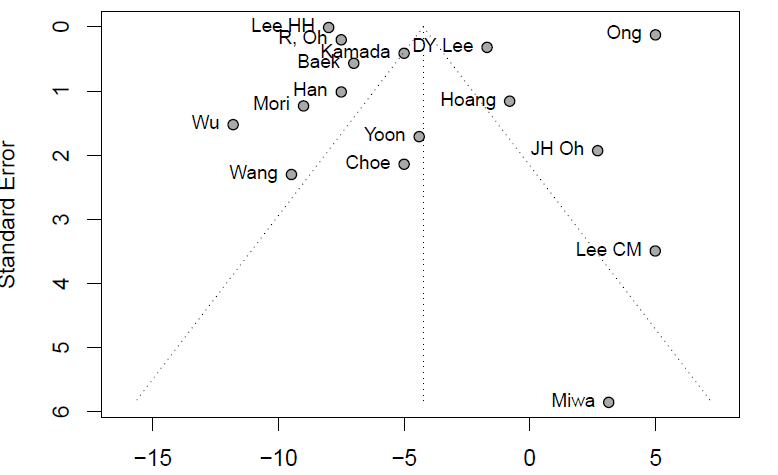 Standard Error
0
1
2
3
4
5
6
Lee HH
R, Oh
Kamada
DY Lee
Ong
Baek
Han
Mori
Hoang
Wu
Yoon
JH Oh
Choe
Wang
Lee CM
Miwa
−15
−10
−5
0
5